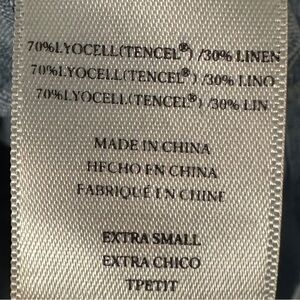 70%LYOCELL(TENCEL®) /30% LINEN
70%LYOCELL(TENCEL®) /30% LINO
70%LYOCELL(TENCEL®) /30% LIN
MADE IN CHINA
HECHO EN CHINA
FABRIQUÉ EN CHINE
EXTRA SMALL
EXTRA CHICO
TPETIT